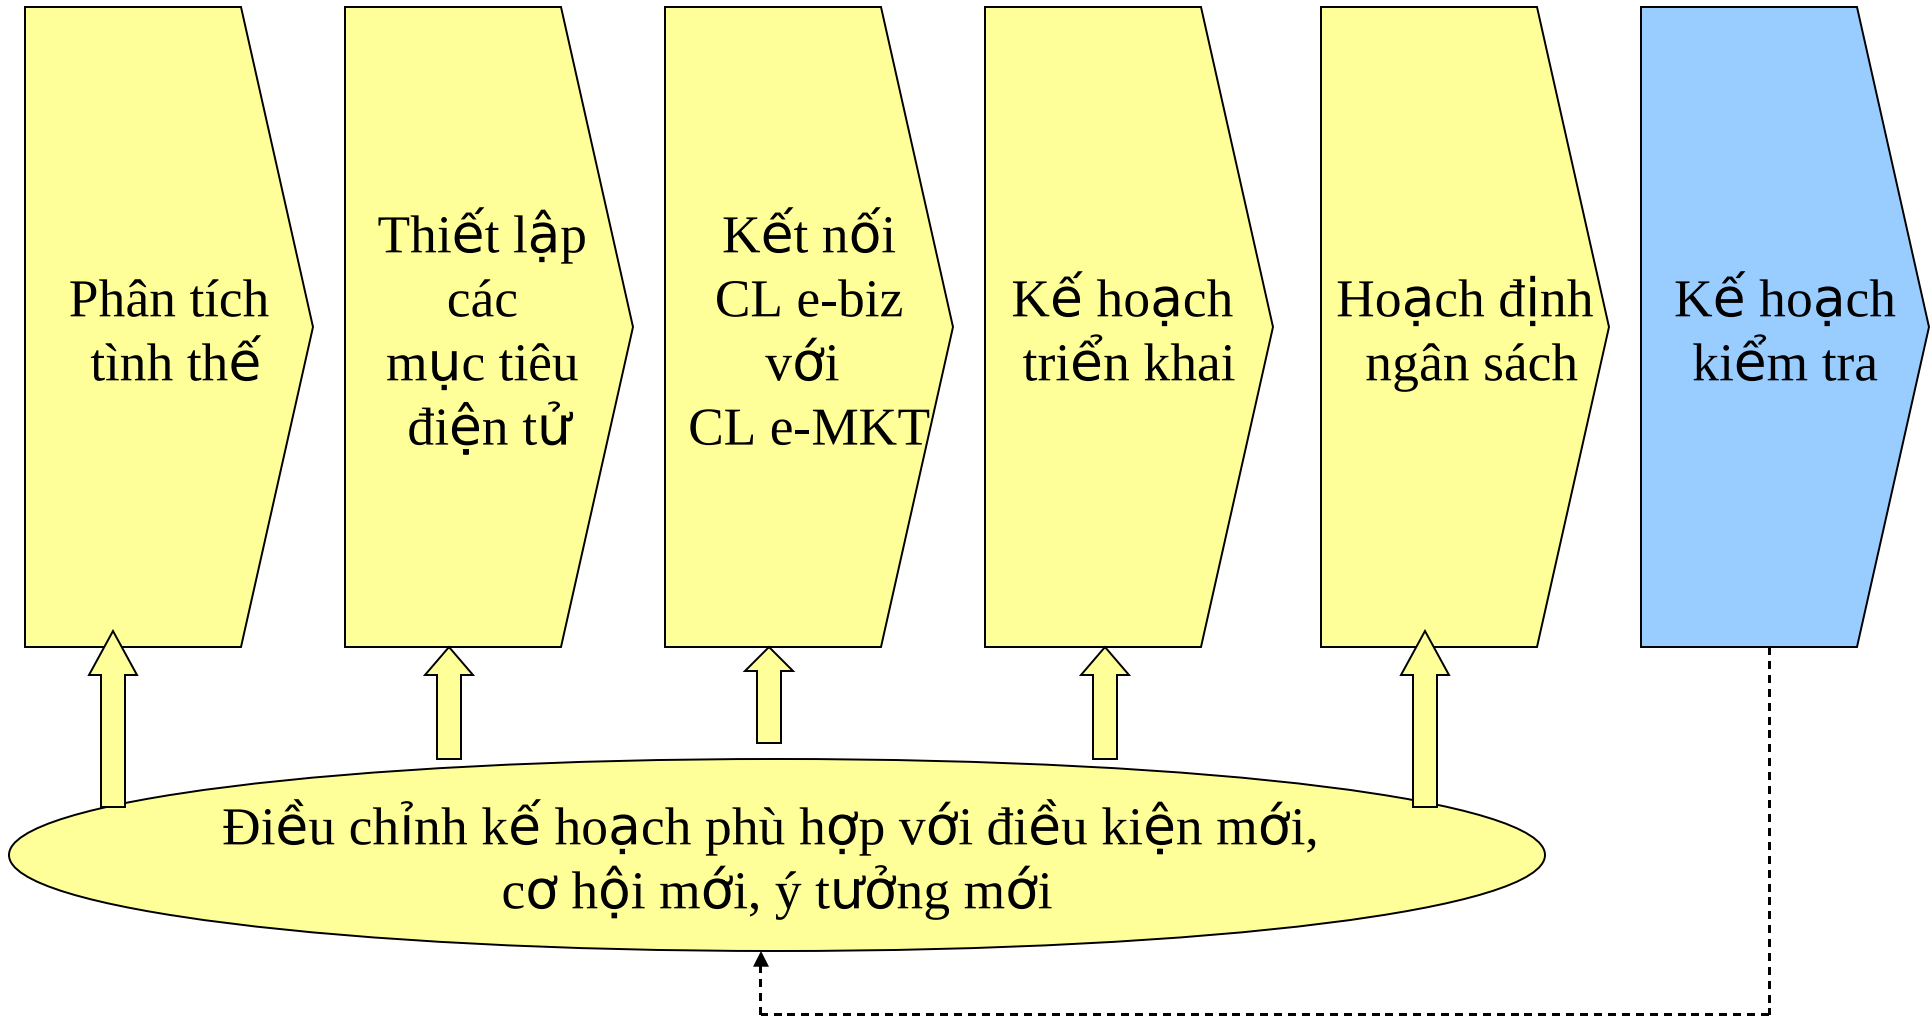 Phân tích
tình thế
Thiết lập
các
mục tiêu
điện tử
Kết nối
CL e-biz
với
CL e-MKT
Kế hoạch
triển khai
Hoạch định
ngân sách
Kế hoạch
kiểm tra
Điều chỉnh kế hoạch phù hợp với điều kiện mới,
cơ hội mới, ý tưởng mới